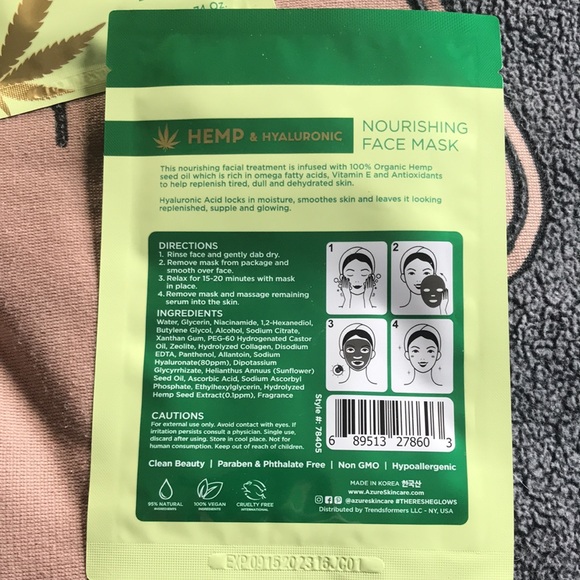 .74 Oz
HEMP & HYALURONIC
NOURISHING
FACE MASK
This nourishing facial treatment is infused with 100% Organic Hemp
seed oil which is rich in omega fatty acids, Vitamin E and Antioxidants
to help replenish tired, dull and dehydrated skin.
Hyaluronic Acid locks in moisture, smoothes skin and leaves it looking
replenished, supple and glowing.
DIRECTIONS
1. Rinse face and gently dab dry.
2. Remove mask from package and
smooth over face.
3. Relax for 15-20 minutes with mask
in place.
4. Remove mask and massage remaining
serum into the skin.
1
2
3
4
INGREDIENTS
Water, Glycerin, Niacinamide, 1,2-Hexanediol,
Butylene Glycol, Alcohol, Sodium Citrate,
Xanthan Gum, PEG-60 Hydrogenated Castor
Oil, Zeolite, Hydrolyzed Collagen, Disodium
EDTA, Panthenol, Allantoin, Sodium
Hyaluronate(80ppm), Dipotassium
Glycyrrhizate, Helianthus Annuus (Sunflower)
Seed Oil, Ascorbic Acid, Sodium Ascorbyl
Phosphate, Ethylhexylglycerin, Hydrolyzed
Hemp Seed Extract(0.1ppm), Fragrance
CAUTIONS
For external use only. Avoid contact with eyes. If
irritation persists consult a physician. Single use,
discard after using. Store in cool place. Not for
human consumption. Keep out of reach of children.
Style #: 78405
6 89513 27860 3
Clean Beauty | Paraben & Phthalate Free | Non GMO | Hypoallergenic
95% NATURAL
INGREDIENTS
100% VEGAN
INGREDIENTS
CRUELTY FREE
INTERNATIONAL
MADE IN KOREA 한국산
www.AzureSkincare.com
@azureskincare #THERESHEGLOWS
Distributed by Trendsformers LLC - NY, USA
EXP0915202316JC01